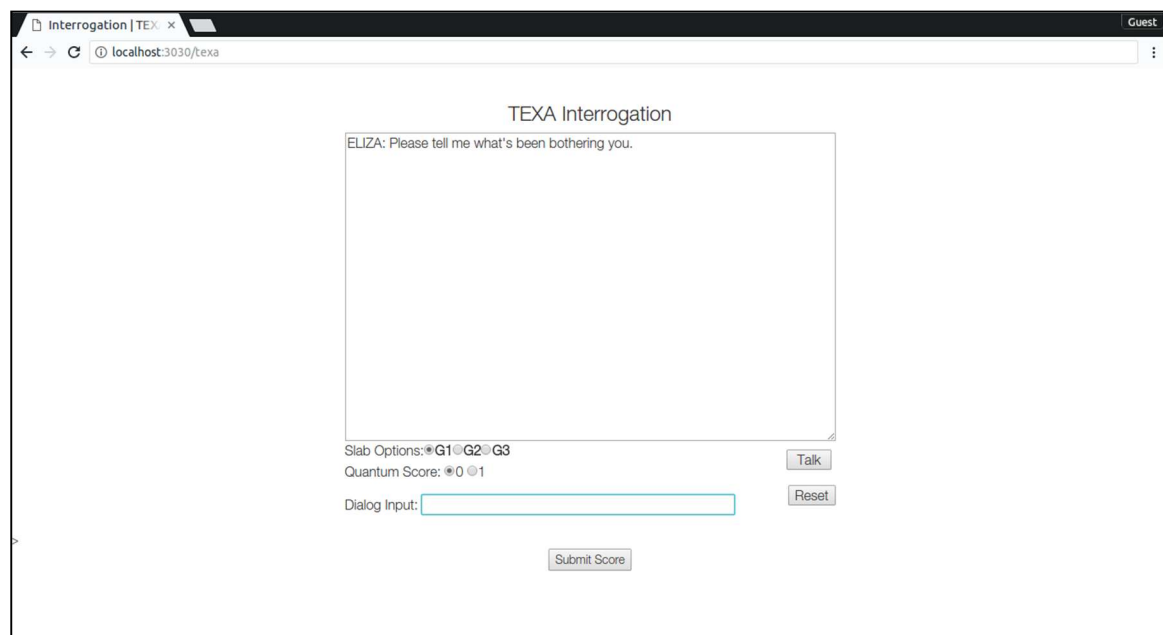 Interrogation | TEX
Guest
localhost:3030/texa
TEXA Interrogation
ELIZA: Please tell me what's been bothering you.
Slab Options: G1 G2 G3
Talk
Quantum Score: 0 1
Reset
Dialog Input:
>
Submit Score